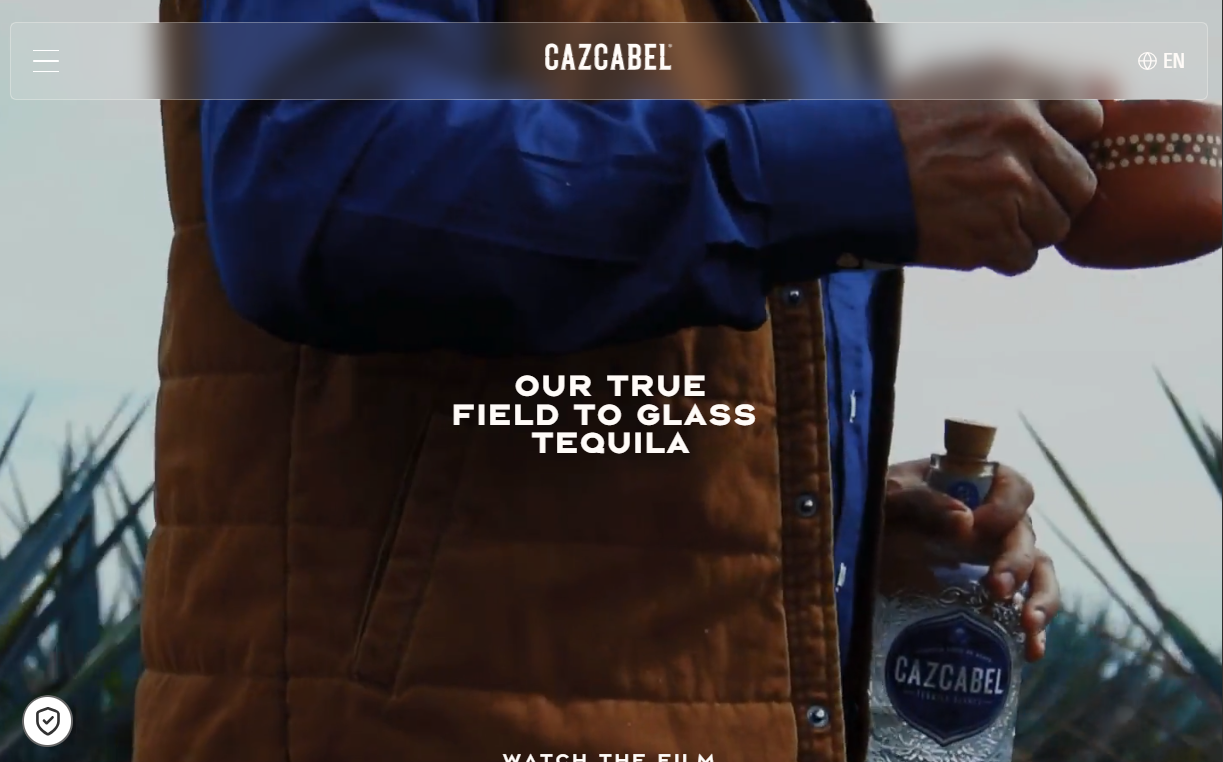 CAZCABEL
EN
OUR TRUE
FIELD TO GLASS
TEQUILA
CAZCABEL
WATCH THE FILM